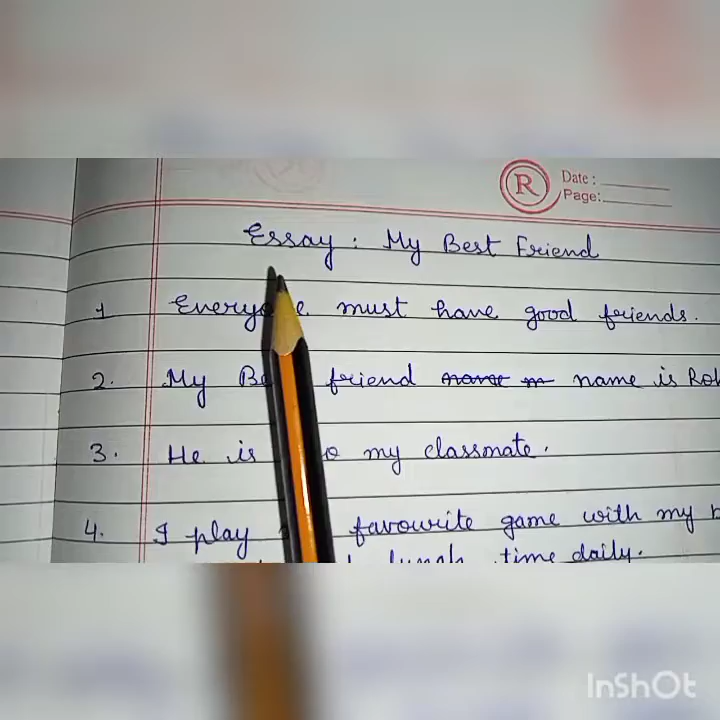 R Date :
Page:
Essay : My Best Friend
1 Everyone must have good friends.
2. My friend name is
3. He is my classmate.
4. I play favourite game with my
time daily.
InShOt